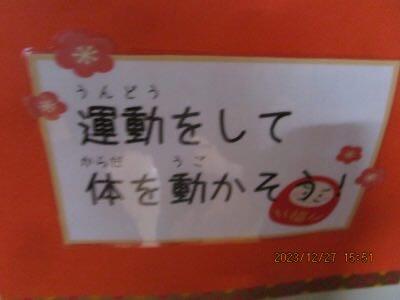 うんどう
運動をして
からだ うご
体を動かそう!
2023/12/27 15:51